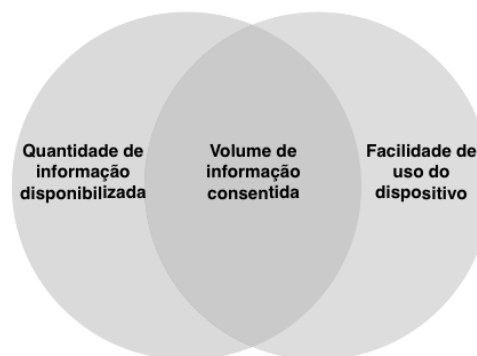 Quantidade de
informação
disponibilizada
Volume de
informação
consentida
Facilidade de
uso do
dispositivo